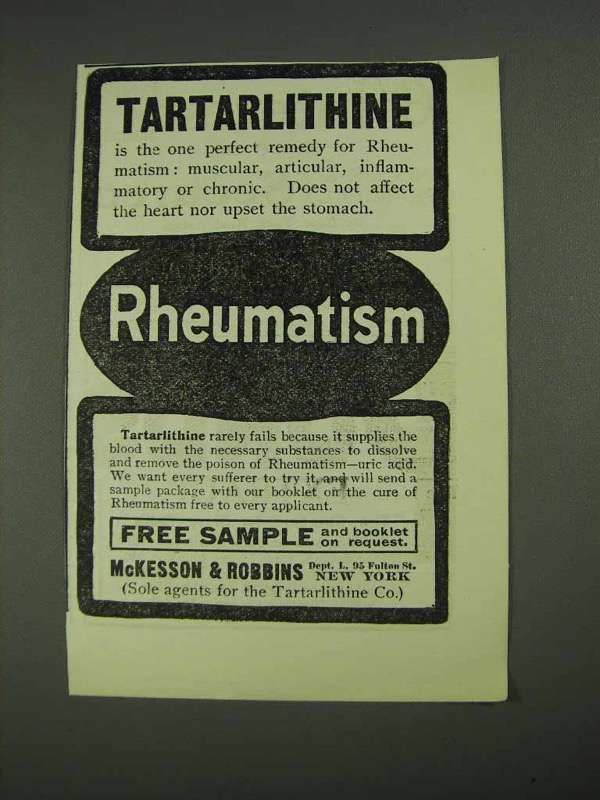 TARTARLITHINE
is the one perfect remedy for Rheu-
matism: muscular, articular, inflam-
matory or chronic. Does not affect
the heart nor upset the stomach.
Rheumatism
Tartarlithine rarely fails because it supplies the
blood with the necessary substances to dissolve
and remove the poison of Rheumatism—uric acid.
We want every sufferer to try it, and will send a
sample package with our booklet on the cure of
Rheumatism free to every applicant.
FREE SAMPLE and booklet
on request.
McKESSON & ROBBINS Dept. L, 95 Fulton St.
NEW YORK
(Sole agents for the Tartarlithine Co.)